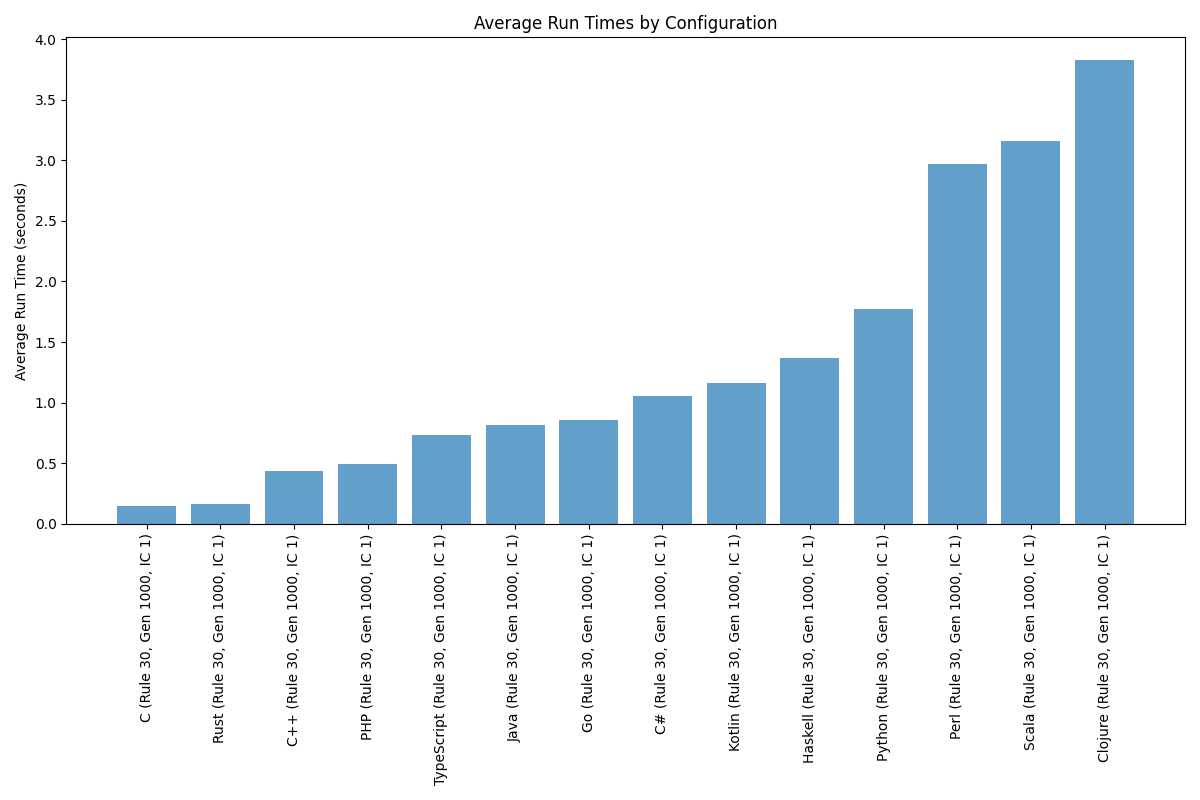 Average Run Times by Configuration
Average Run Time (seconds)
4.0
3.5
3.0
2.5
2.0
1.5
1.0
0.5
0.0
C (Rule 30, Gen 1000, IC 1)
Rust (Rule 30, Gen 1000, IC 1)
C++ (Rule 30, Gen 1000, IC 1)
PHP (Rule 30, Gen 1000, IC 1)
TypeScript (Rule 30, Gen 1000, IC 1)
Java (Rule 30, Gen 1000, IC 1)
Go (Rule 30, Gen 1000, IC 1)
C# (Rule 30, Gen 1000, IC 1)
Kotlin (Rule 30, Gen 1000, IC 1)
Haskell (Rule 30, Gen 1000, IC 1)
Python (Rule 30, Gen 1000, IC 1)
Perl (Rule 30, Gen 1000, IC 1)
Scala (Rule 30, Gen 1000, IC 1)
Clojure (Rule 30, Gen 1000, IC 1)